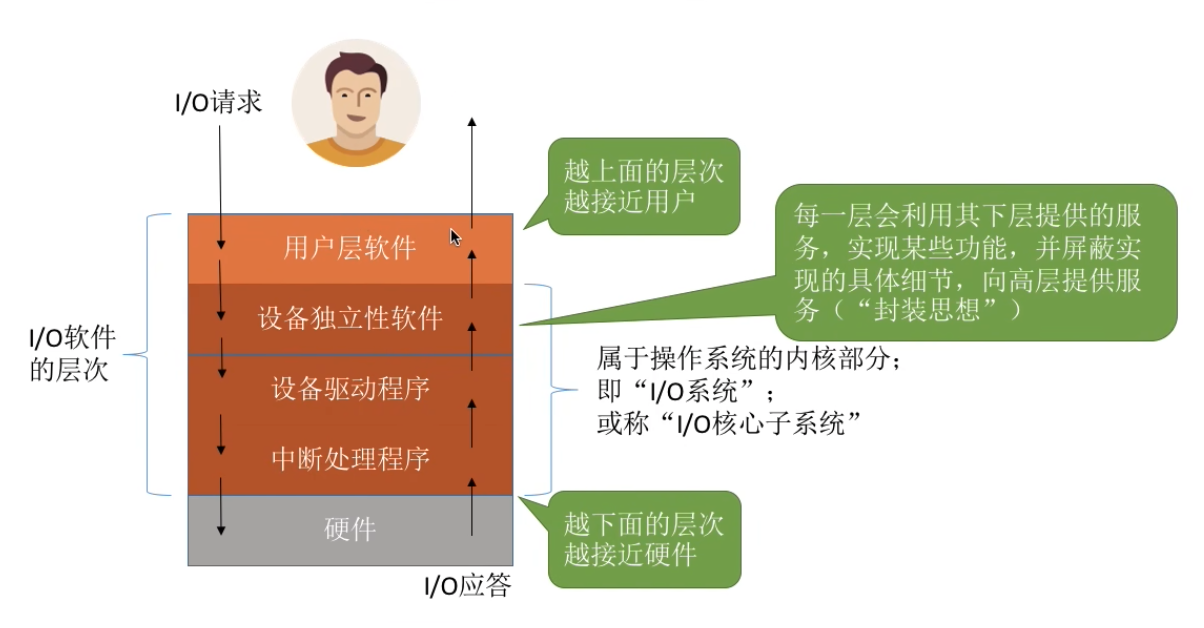 I/O请求
越上面的层次
越接近用户
每一层会利用其下层提供的服
务，实现某些功能，并屏蔽实
现的具体细节，向高层提供服
务（“封装思想”）
用户层软件
设备独立性软件
I/O软件
的层次
属于操作系统的内核部分；
即“I/O系统”；
或称“I/O核心子系统”
设备驱动程序
中断处理程序
硬件
越下面的层次
越接近硬件
I/O应答